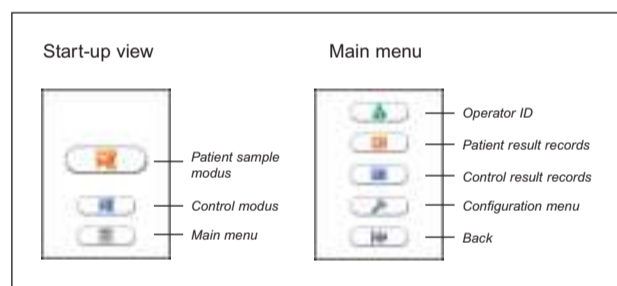 Start-up view
Patient sample
modus
Control modus
Main menu
Main menu
Operator ID
Patient result records
Control result records
Configuration menu
Back